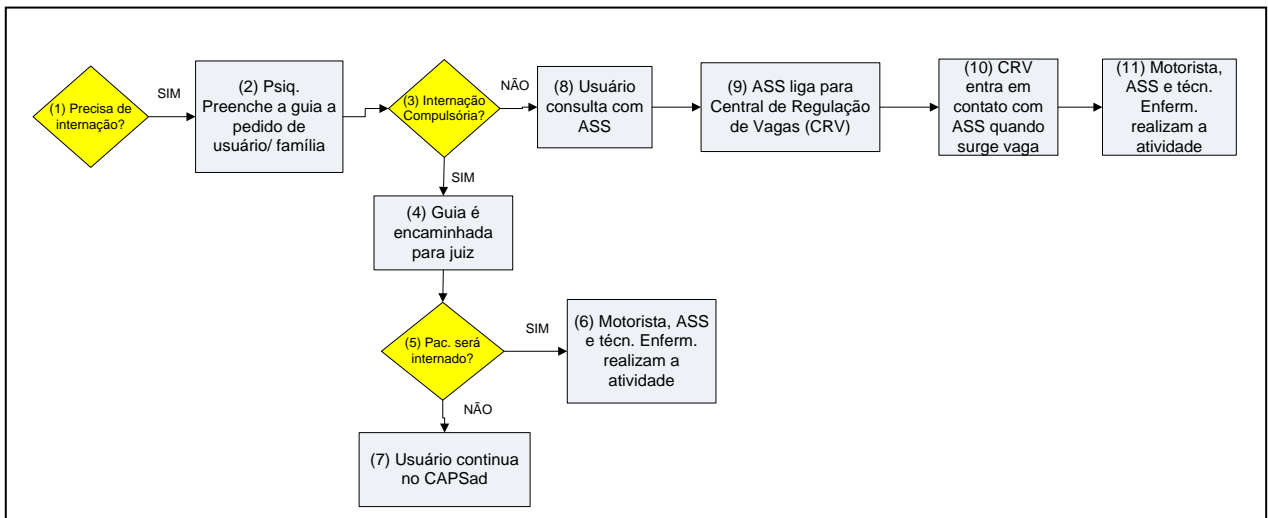 (1) Precisa de
internação?
SIM
(2) Psiq.
Preenche a guia a
pedido de
usuário/ família
(3) Internação
Compulsória?
NÃO
(8) Usuário
consulta com
ASS
(9) ASS liga para
Central de Regulação
de Vagas (CRV)
(10) CRV
entra em
contato com
ASS quando
surge vaga
(11) Motorista,
ASS e técn.
Enferm.
realizam a
atividade
SIM
(4) Guia é
encaminhada
para juiz
(5) Pac. será
internado?
SIM
(6) Motorista, ASS
e técn. Enferm.
realizam a
atividade
NÃO
(7) Usuário continua
no CAPSad